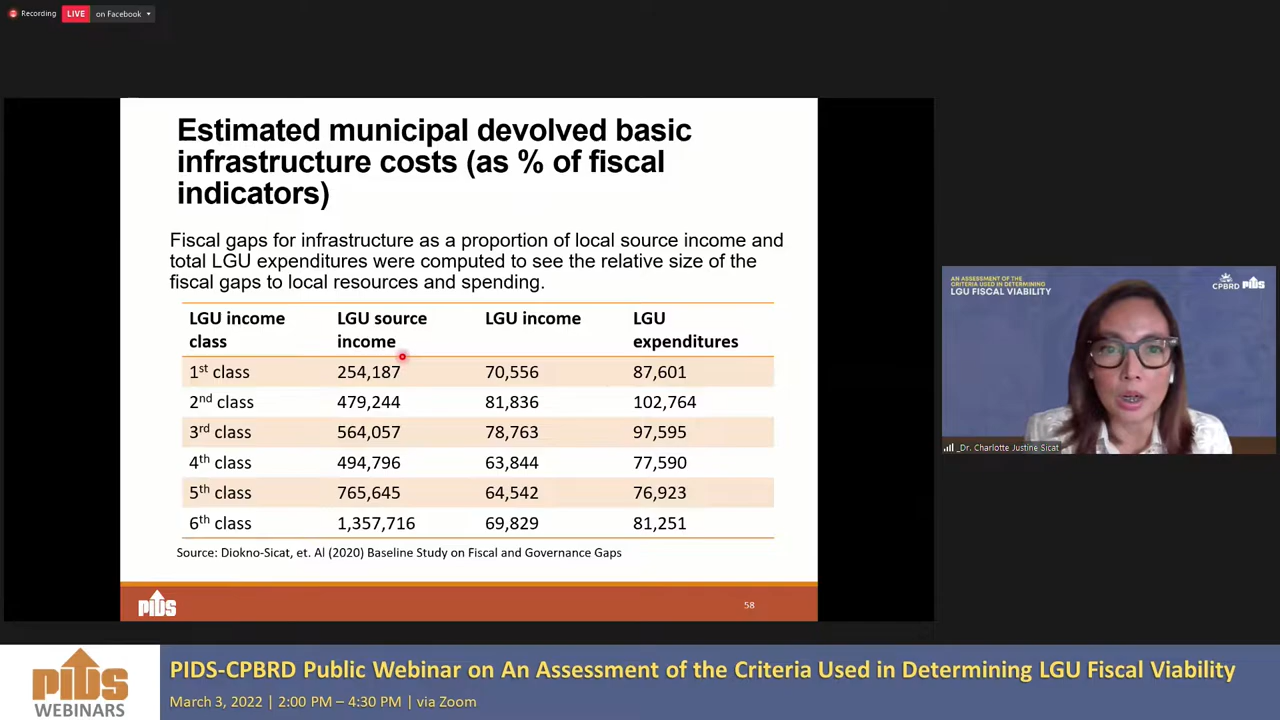 Recording
LIVE
on Facebook
Estimated municipal devolved basic
infrastructure costs (as % of fiscal
indicators)
Fiscal gaps for infrastructure as a proportion of local source income and
total LGU expenditures were computed to see the relative size of the
fiscal gaps to local resources and spending.
LGU income class | LGU source income | LGU income | LGU expenditures
1st class 254,187 70,556 87,601
2nd class 479,244 81,836 102,764
3rd class 564,057 78,763 97,595
4th class 494,796 63,844 77,590
5th class 765,645 64,542 76,923
6th class 1,357,716 69,829 81,251
Source: Diokno-Sicat, et. Al (2020) Baseline Study on Fiscal and Governance Gaps
PIDS
58
AN ASSESSMENT OF THE
CRITERIA USED IN DETERMINING
LGU FISCAL VIABILITY
CPBRD PIDS
_Dr. Charlotte Justine Sicat
PIDS
WEBINARS
PIDS-CPBRD Public Webinar on An Assessment of the Criteria Used in Determining LGU Fiscal Viability
March 3, 2022 | 2:00 PM – 4:30 PM | via Zoom